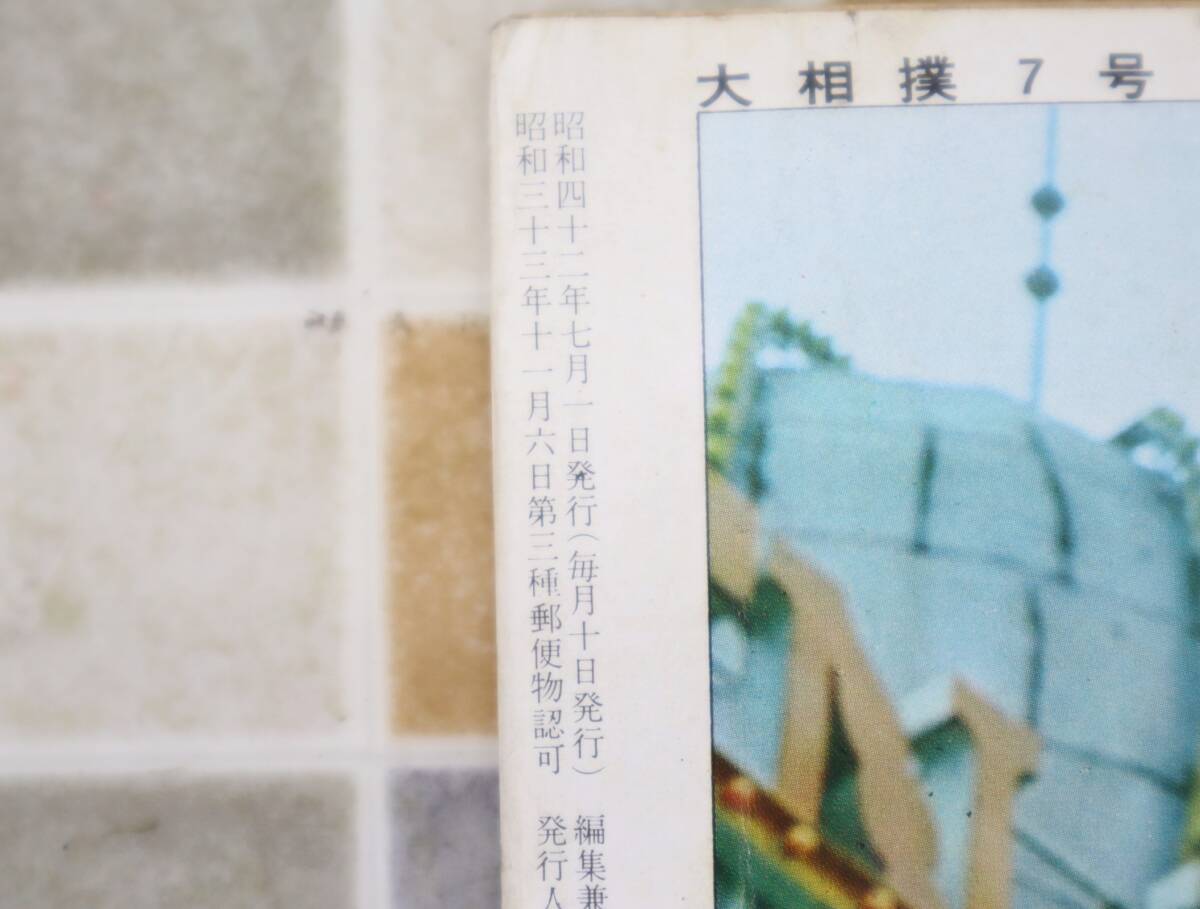 大相撲7号
昭和四十二年七月一日発行(毎月十日発行) 編集兼
昭和三十三年十一月六日第三種郵便物認可 発行人